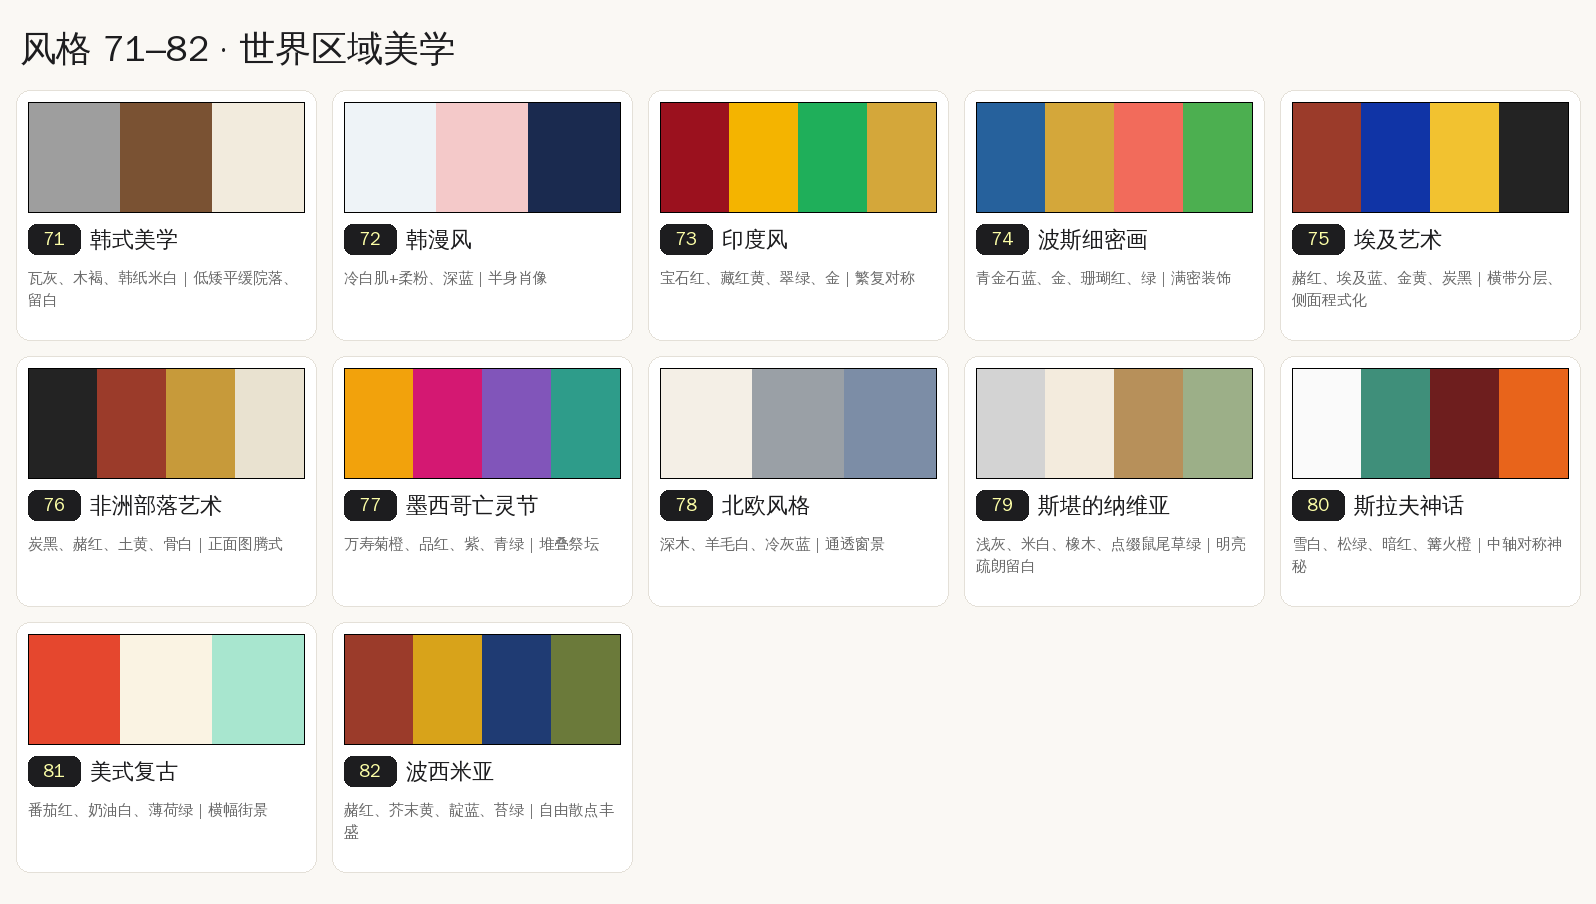 风格 71–82 · 世界区域美学
71 韩式美学
瓦灰、木褐、韩纸米白｜低矮平缓院落、
留白
72 韩漫风
冷白肌+柔粉、深蓝｜半身肖像
73 印度风
宝石红、藏红黄、翠绿、金｜繁复对称
74 波斯细密画
青金石蓝、金、珊瑚红、绿｜满密装饰
75 埃及艺术
赭红、埃及蓝、金黄、炭黑｜横带分层、
侧面程式化
76 非洲部落艺术
炭黑、赭红、土黄、骨白｜正面图腾式
77 墨西哥亡灵节
万寿菊橙、品红、紫、青绿｜堆叠祭坛
78 北欧风格
深木、羊毛白、冷灰蓝｜通透窗景
79 斯堪的纳维亚
浅灰、米白、橡木、点缀鼠尾草绿｜明亮
疏朗留白
80 斯拉夫神话
雪白、松绿、暗红、篝火橙｜中轴对称神
秘
81 美式复古
番茄红、奶油白、薄荷绿｜横幅街景
82 波西米亚
赭红、芥末黄、靛蓝、苔绿｜自由散点丰
盛